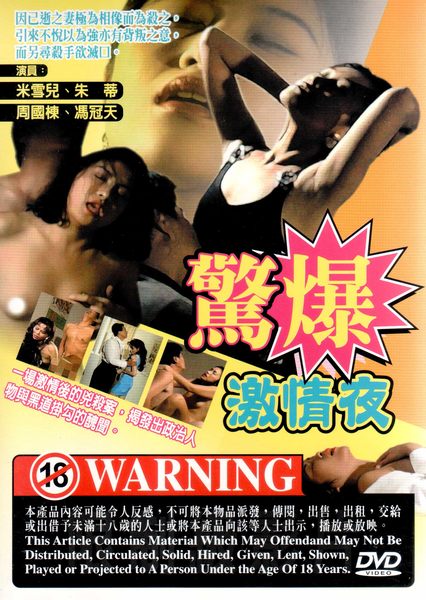 因已逝之妻極為相像而為殺之，
引來不悅以為強亦有背叛之意，
而另尋殺手欲滅口。
演員：
米雪兒、朱 蒂
周國棟、馮冠天
驚爆
激情夜
一場激情後的兇殺案，揭發出政治人
物與黑道掛勾的醜聞。
18 WARNING
本產品內容可能令人反感，不可將本物品派發，傳閱，出售，出租，交給
或出借予未滿十八歲的人士或將本產品向該等人士出示，播放或放映。
This Article Contains Material Which May Offendand May Not Be
Distributed, Circulated, Solid, Hired, Given, Lent, Shown,
Played or Projected to A Person Under the Age Of 18 Years.
DVD
VIDEO